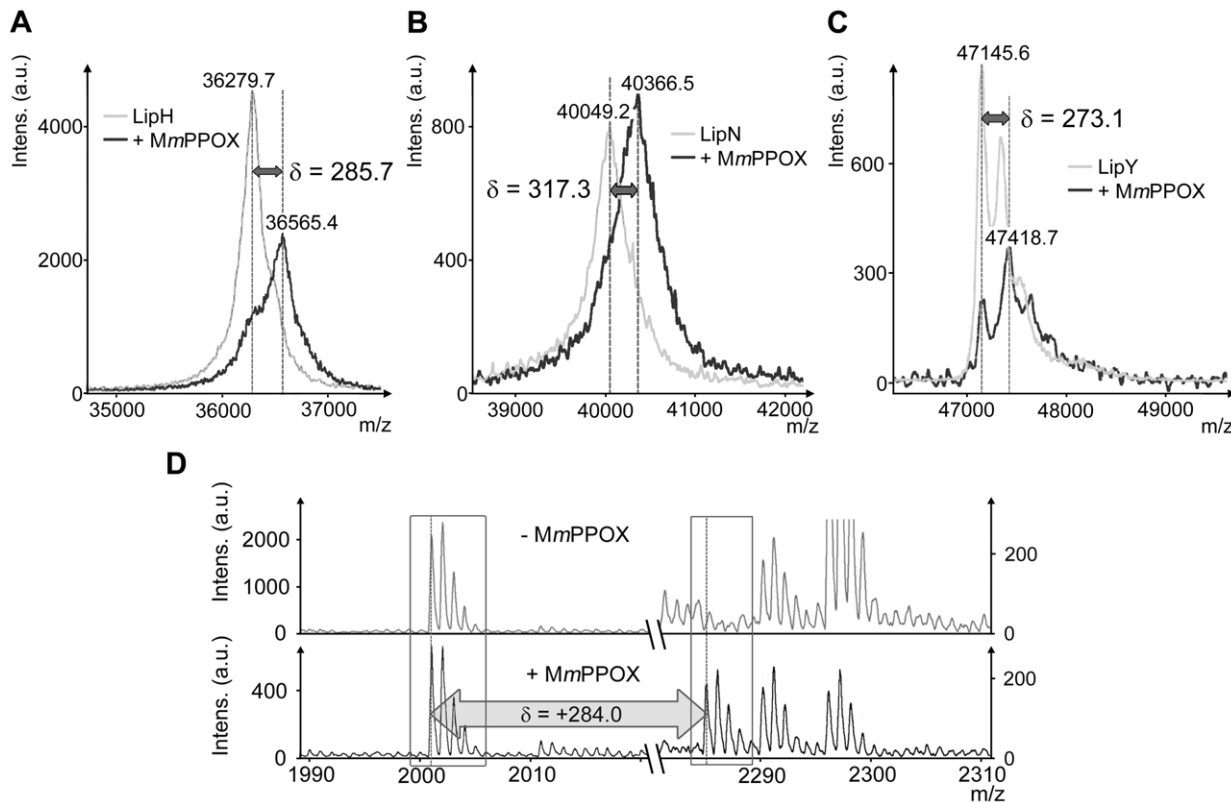 A
Intens. (a.u.)
4000
2000
0
36279.7
LipH
+ MmPPOX
δ = 285.7
36565.4
35000 36000 37000
m/z
B
Intens. (a.u.)
800
400
0
40366.5
40049.2
LipN
+ MmPPOX
δ = 317.3
39000 40000 41000 42000
m/z
C
Intens. (a.u.)
600
300
0
47145.6
δ = 273.1
LipY
+ MmPPOX
47418.7
47000 48000 49000
m/z
D
Intens. (a.u.)
2000
1000
0
- MmPPOX
200
0
Intens. (a.u.)
400
0
+ MmPPOX
δ = +284.0
200
0
1990 2000 2010 2290 2300 2310
m/z